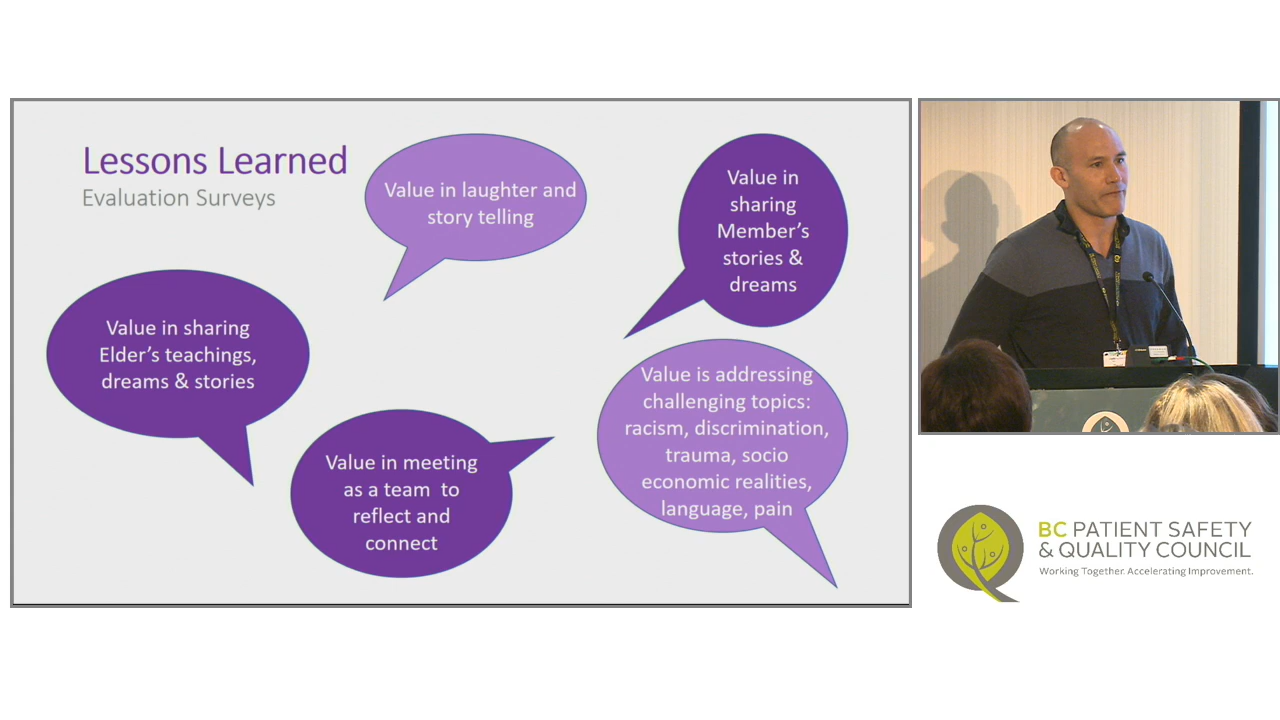 Lessons Learned
Evaluation Surveys
Value in laughter and
story telling
Value in
sharing
Member's
stories &
dreams
Value in sharing
Elder's teachings,
dreams & stories
Value is addressing
challenging topics:
racism, discrimination,
trauma, socio
economic realities,
language, pain
Value in meeting
as a team to
reflect and
connect
BC PATIENT SAFETY
& QUALITY COUNCIL
Working Together. Accelerating Improvement.